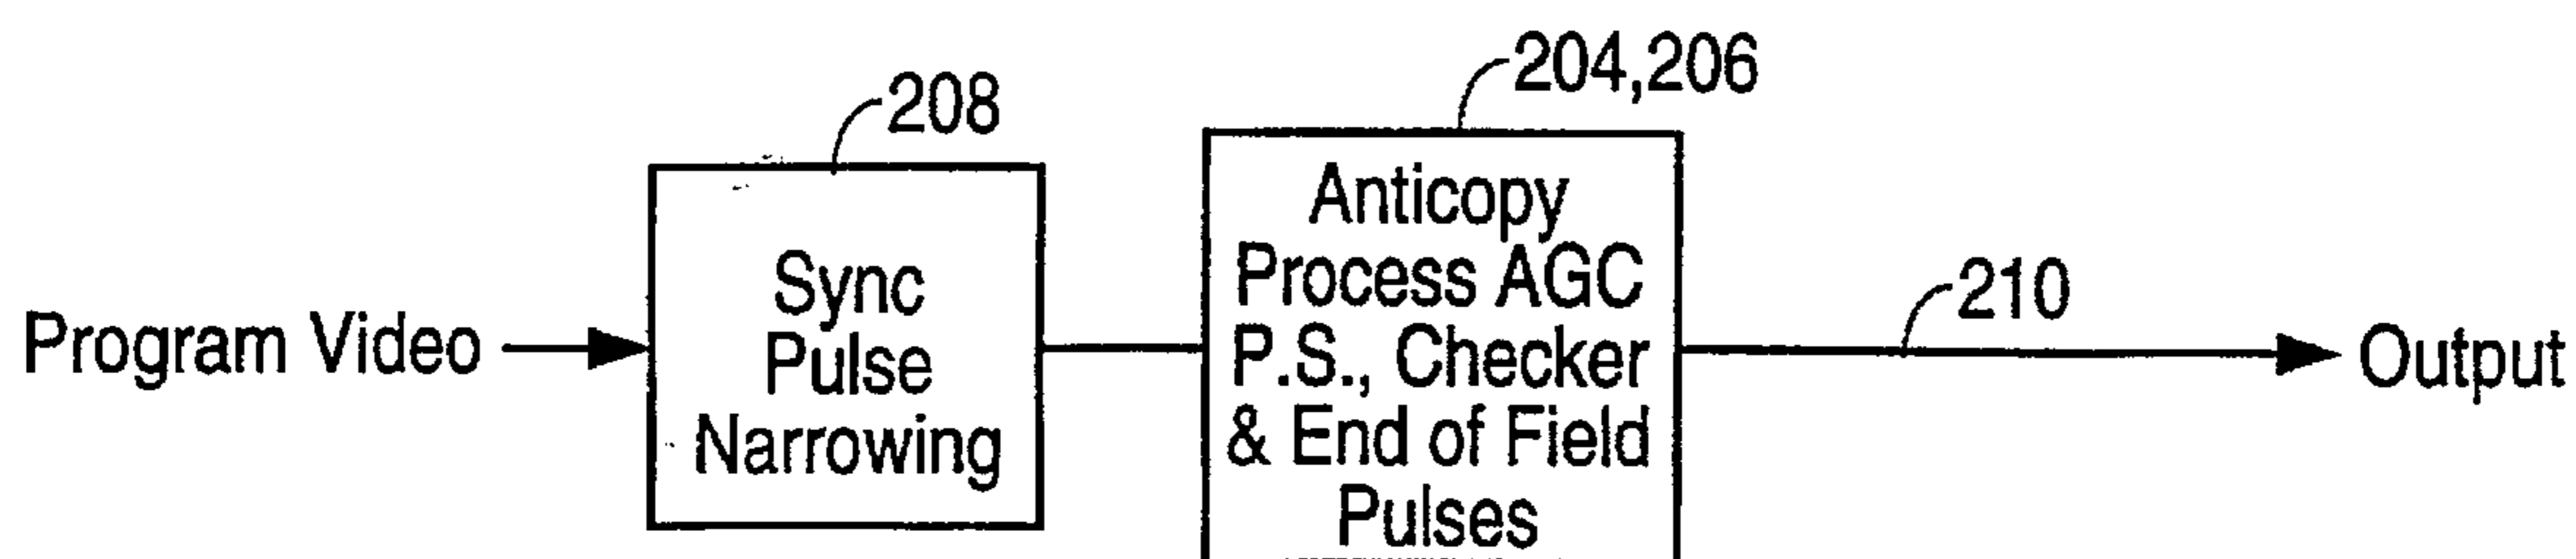 204,206
208
Anticopy
Process AGC
P.S., Checker
& End of Field
Pulses
Sync
Pulse
Narrowing
210
Program Video
Output